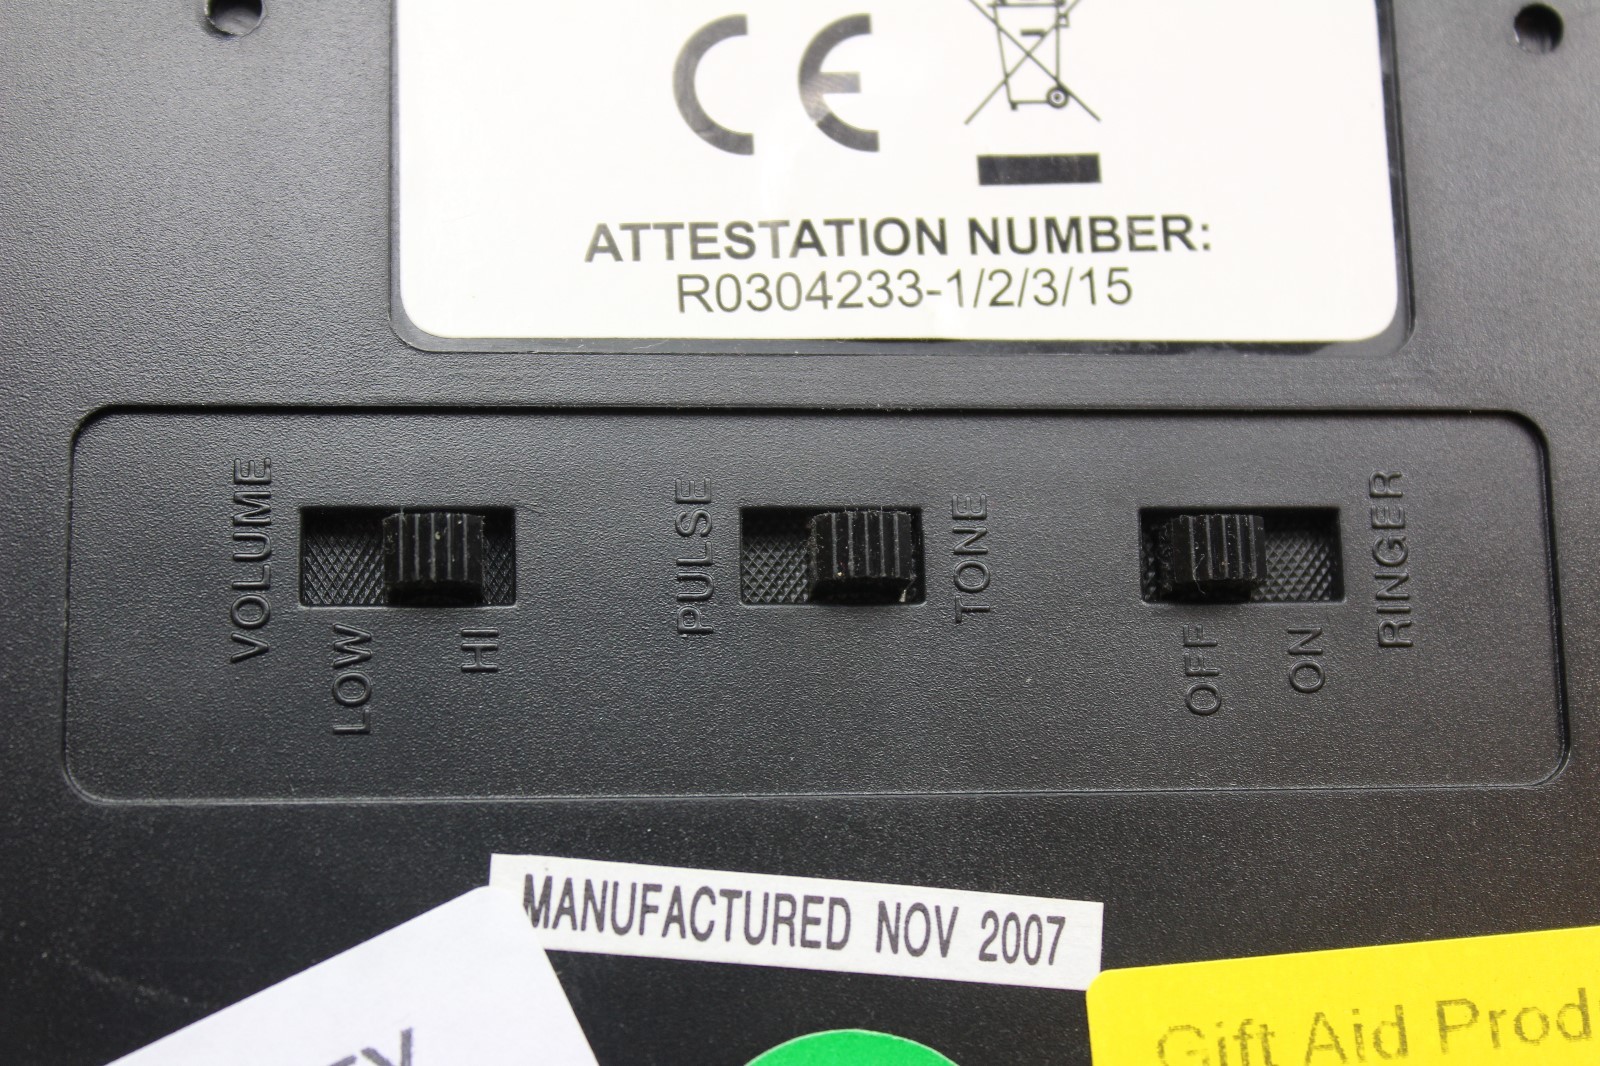 CE
ATTESTATION NUMBER:
R0304233-1/2/3/15
VOLUME
LOW
HI
PULSE
TONE
OFF
ON
RINGER
MANUFACTURED NOV 2007
Gift Aid Prod